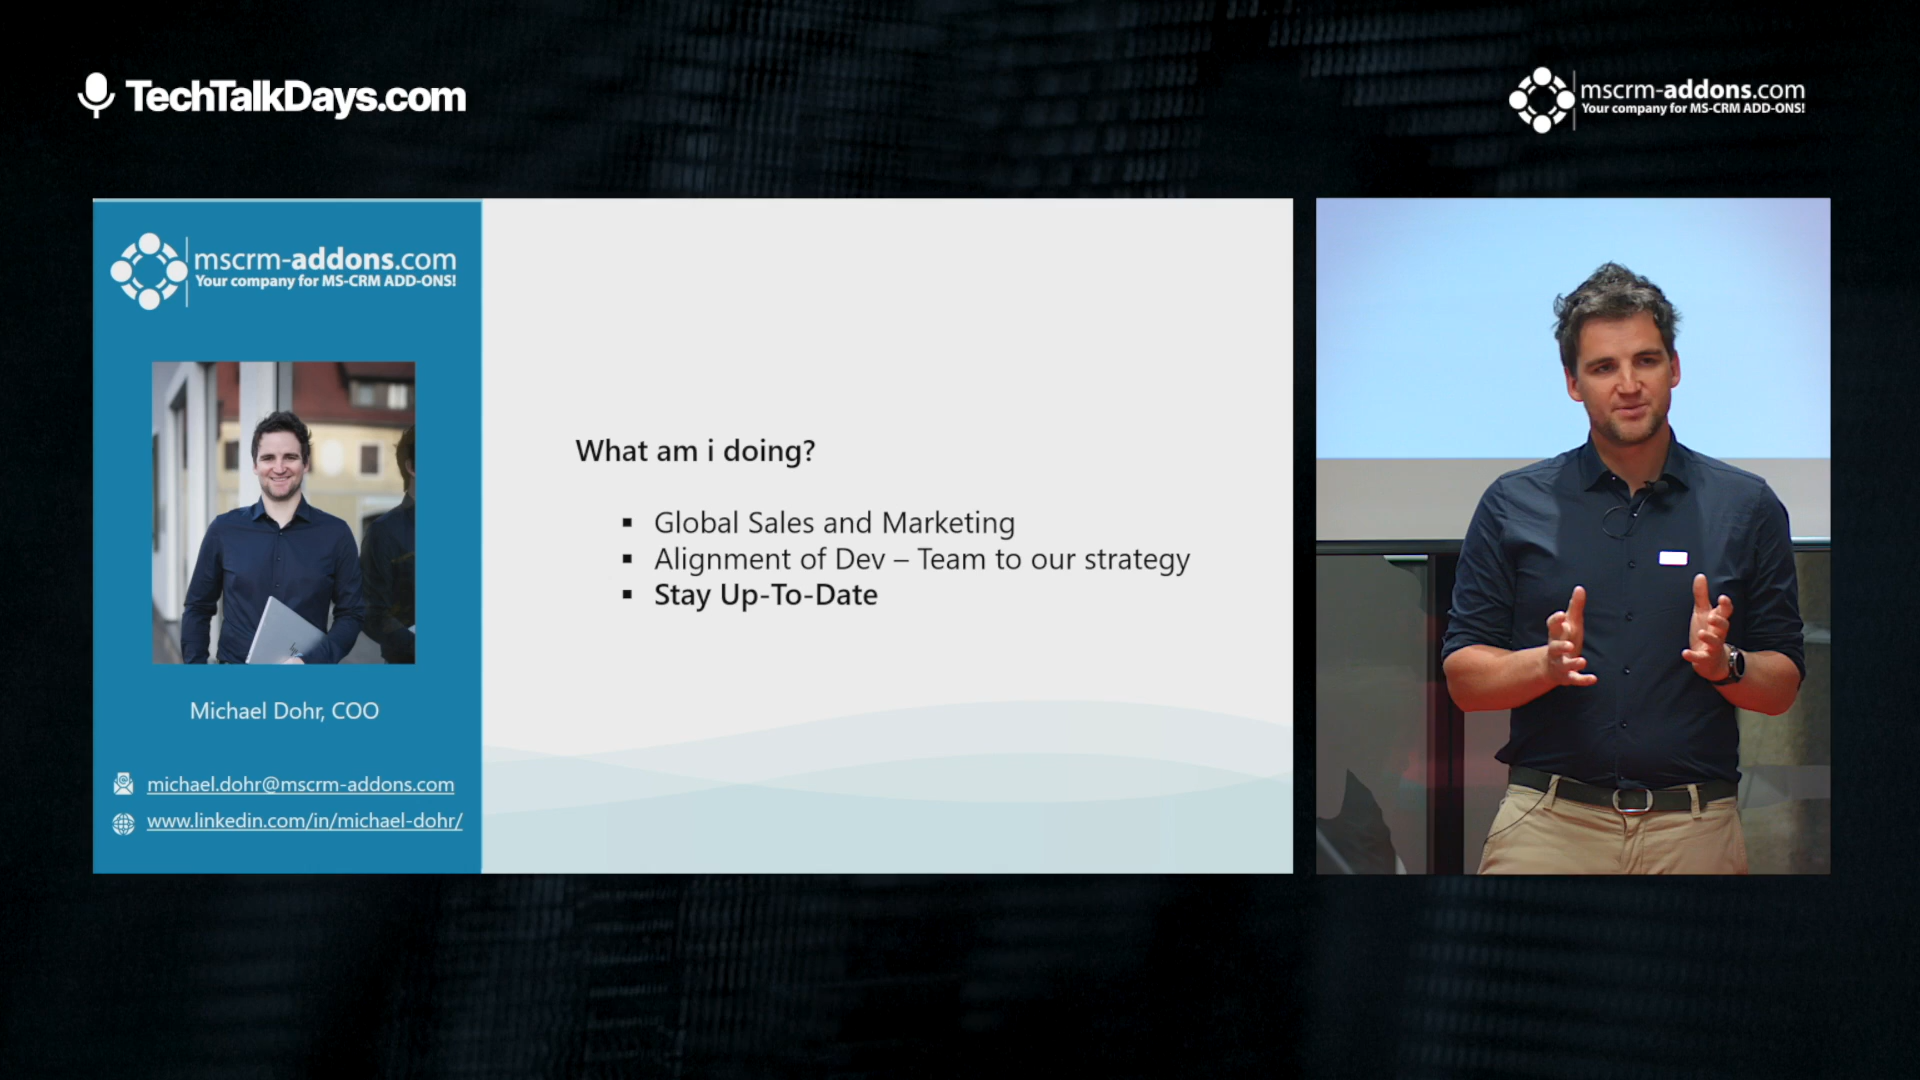 TechTalkDays.com
mscrm-addons.com
Your company for MS-CRM ADD-ONS!
mscrm-addons.com
Your company for MS-CRM ADD-ONS!
Michael Dohr, COO
michael.dohr@mscrm-addons.com
www.linkedin.com/in/michael-dohr/
What am i doing?
▪ Global Sales and Marketing
▪ Alignment of Dev – Team to our strategy
▪ Stay Up-To-Date